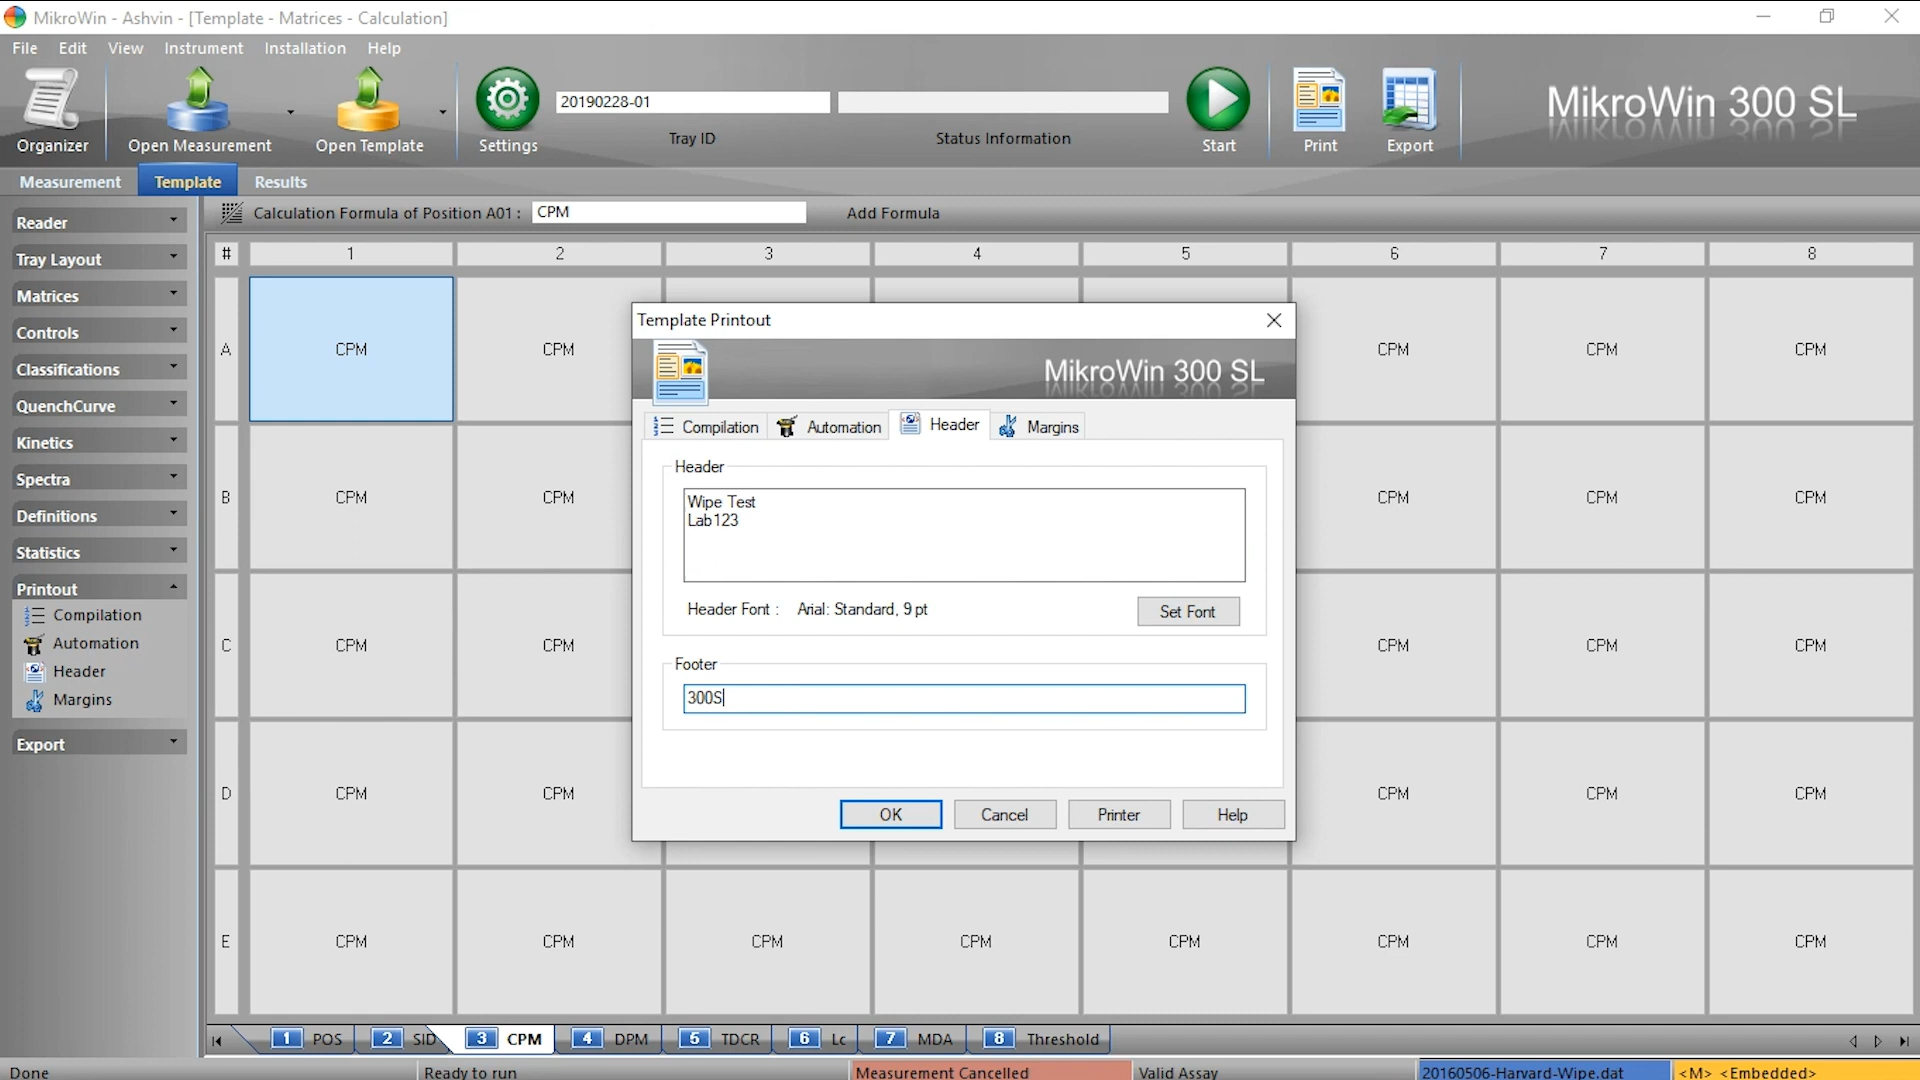 MikroWin - Ashvin - [Template - Matrices - Calculation]
File Edit View Instrument Installation Help
Organizer Open Measurement Open Template Settings
20190228-01
Tray ID Status Information
Start Print Export
MikroWin 300 SL
Measurement Template Results
Calculation Formula of Position A01 : CPM Add Formula
Reader
Tray Layout
Matrices
Controls
Classifications
QuenchCurve
Kinetics
Spectra
Definitions
Statistics
Printout
Compilation
Automation
Header
Margins
Export
# 1 2 3 4 5 6 7 8
A CPM CPM CPM CPM CPM
B CPM CPM CPM CPM CPM
C CPM CPM CPM CPM CPM
D CPM CPM CPM CPM CPM
E CPM CPM CPM CPM CPM CPM CPM CPM
Template Printout
MikroWin 300 SL
Compilation Automation Header Margins
Header
Wipe Test
Lab123
Header Font : Arial: Standard, 9 pt Set Font
Footer
300S
OK Cancel Printer Help
1 POS 2 SID 3 CPM 4 DPM 5 TDCR 6 Lc 7 MDA 8 Threshold
Done Ready to run Measurement Cancelled Valid Assay 20160506-Harvard-Wipe.dat <M> <Embedded>